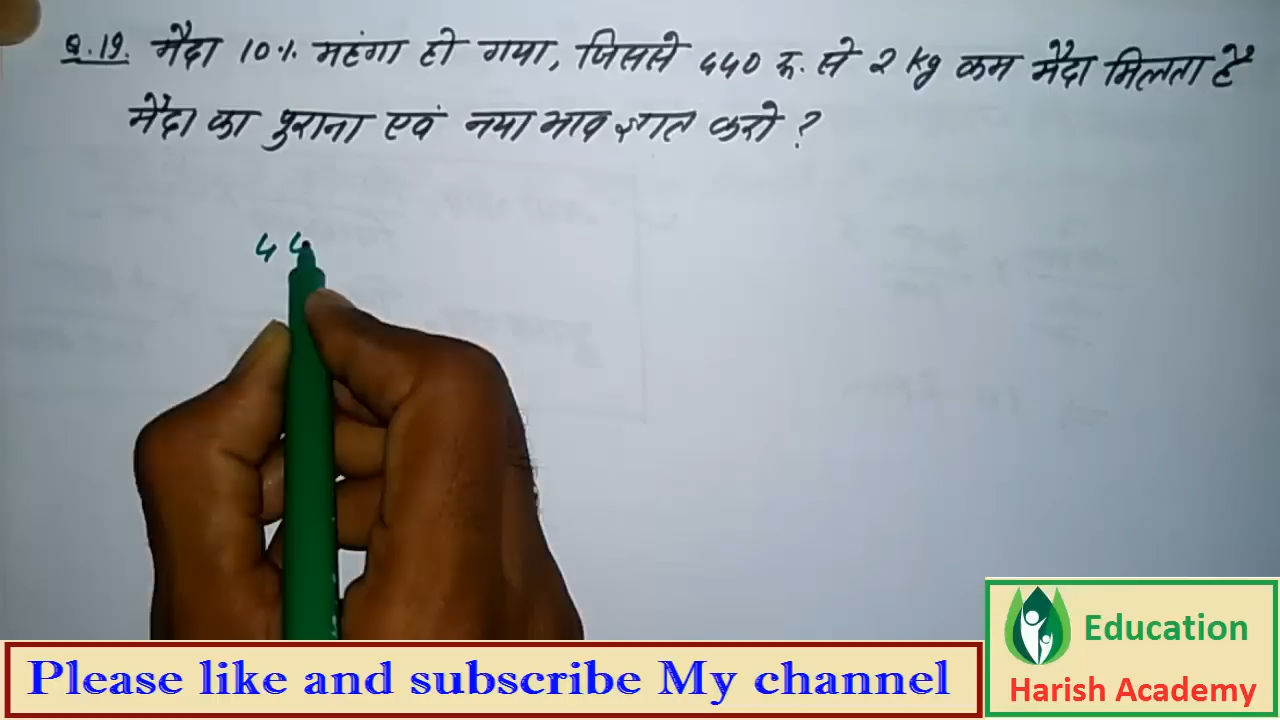 Q.19. मैदा 10% महंगा हो गया, जिससे 440 रु. से 2 kg कम मैदा मिलता है
मैदा का पुराना एवं नया भाव ज्ञात करो ?
44
Education
Harish Academy
Please like and subscribe My channel